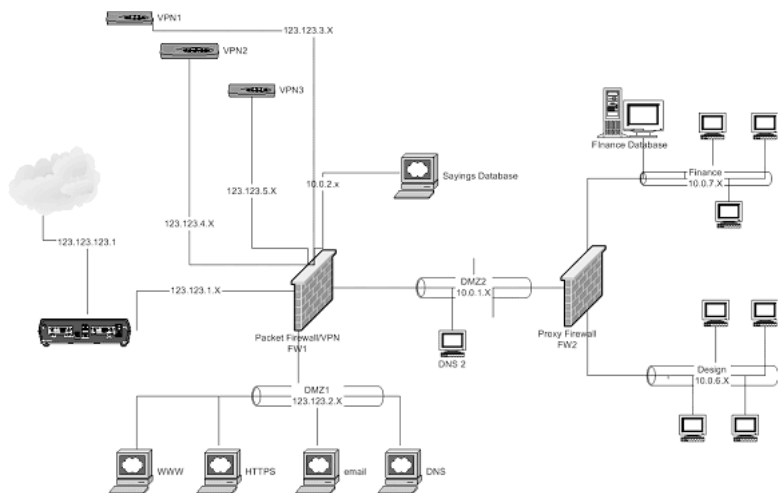 VPN1
123.123.3.X
VPN2
VPN3
FInance Database
Finance
10.0.7.X
10.0.2.x
Sayings Database
123.123.5.X
123.123.4.X
123.123.123.1
123.123.1.X
DMZ2
10.0.1.X
Packet Firewall/VPN
FW1
Proxy Firewall
FW2
DNS 2
Design
10.0.6.X
DMZ1
123.123.2.X
WWW
HTTPS
email
DNS